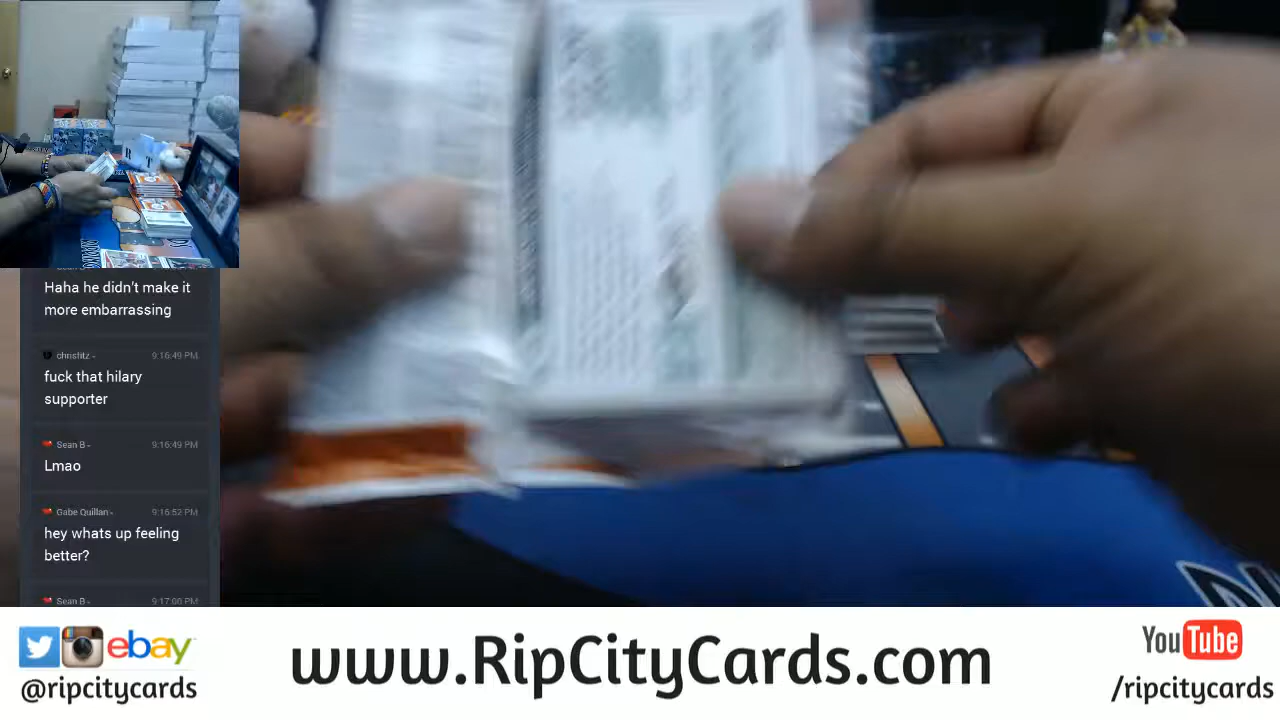 Haha he didn't make it
more embarrassing
chrisfitz - 9:16:49 PM
fuck that hilary
supporter
Sean B - 9:16:49 PM
Lmao
Gabe Quillan - 9:16:52 PM
hey whats up feeling
better?
Sean B - 9:17:00 PM
ebay
@ripcitycards
www.RipCityCards.com
YouTube
/ripcitycards